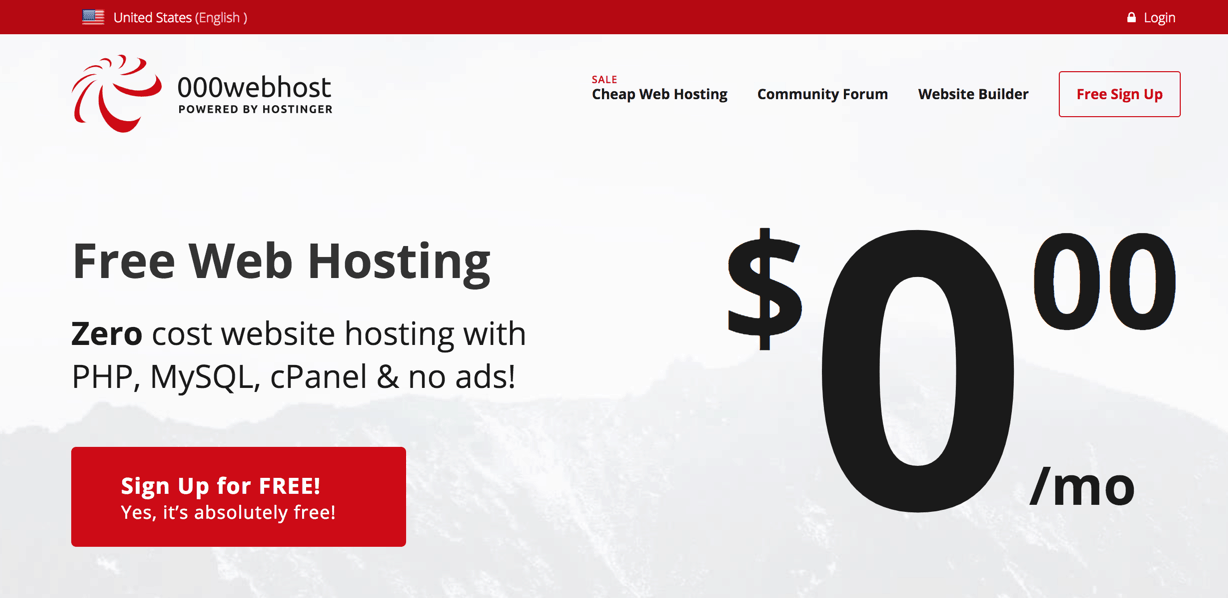 United States (English )
Login
000webhost
POWERED BY HOSTINGER
SALE
Cheap Web Hosting
Community Forum
Website Builder
Free Sign Up
Free Web Hosting
Zero cost website hosting with
PHP, MySQL, cPanel & no ads!
Sign Up for FREE!
Yes, it's absolutely free!
$000
/mo